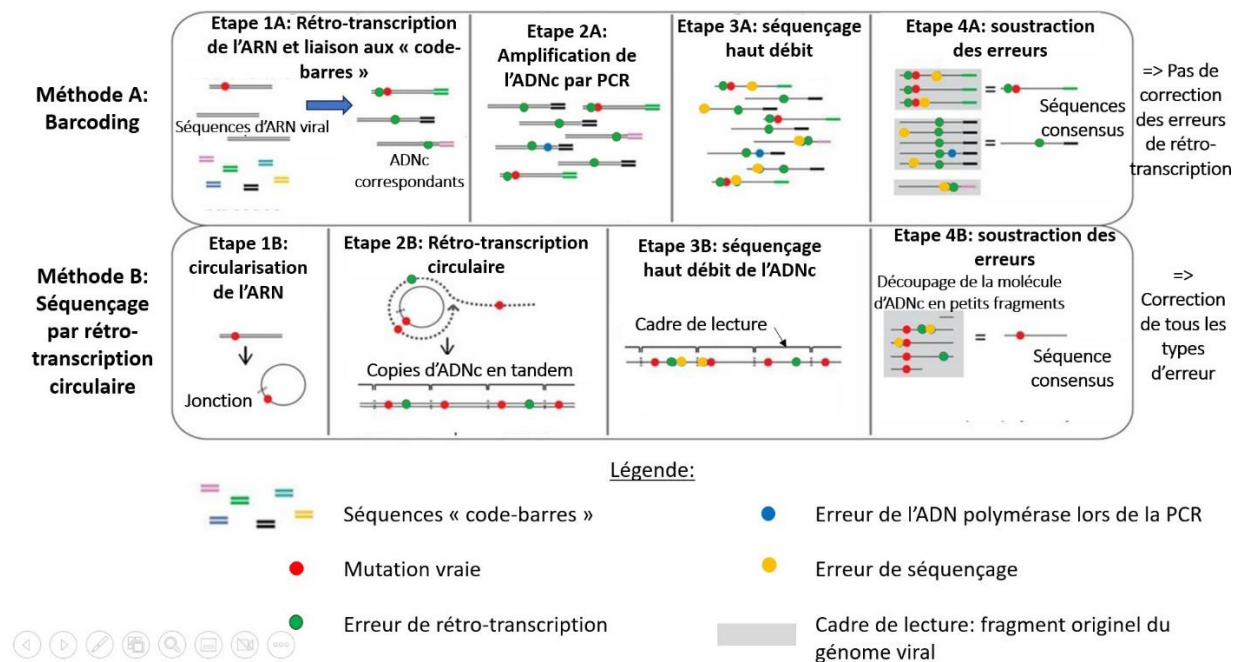 Méthode A:
Barcoding
Etape 1A: Rétro-transcription
de l'ARN et liaison aux « code-
barres »
Séquences d'ARN viral
ADNc
correspondants
Etape 2A:
Amplification de
l'ADNc par PCR
Etape 3A: séquençage
haut débit
Etape 4A: soustraction
des erreurs
=
Séquences
consensus
=
=> Pas de
correction
des erreurs
de rétro-
transcription
Méthode B:
Séquençage
par rétro-
transcription
circulaire
Etape 1B:
circularisation
de l'ARN
Jonction
Etape 2B: Rétro-transcription
circulaire
Copies d'ADNc en tandem
Etape 3B: séquençage
haut débit de l'ADNc
Cadre de lecture
Etape 4B: soustraction des
erreurs
Découpage de la molécule
d'ADNc en petits fragments
=
Séquence
consensus
=>
Correction
de tous les
types
d'erreur
Légende:
Séquences « code-barres »
Mutation vraie
Erreur de rétro-transcription
Erreur de l'ADN polymérase lors de la PCR
Erreur de séquençage
Cadre de lecture: fragment originel du
génome viral